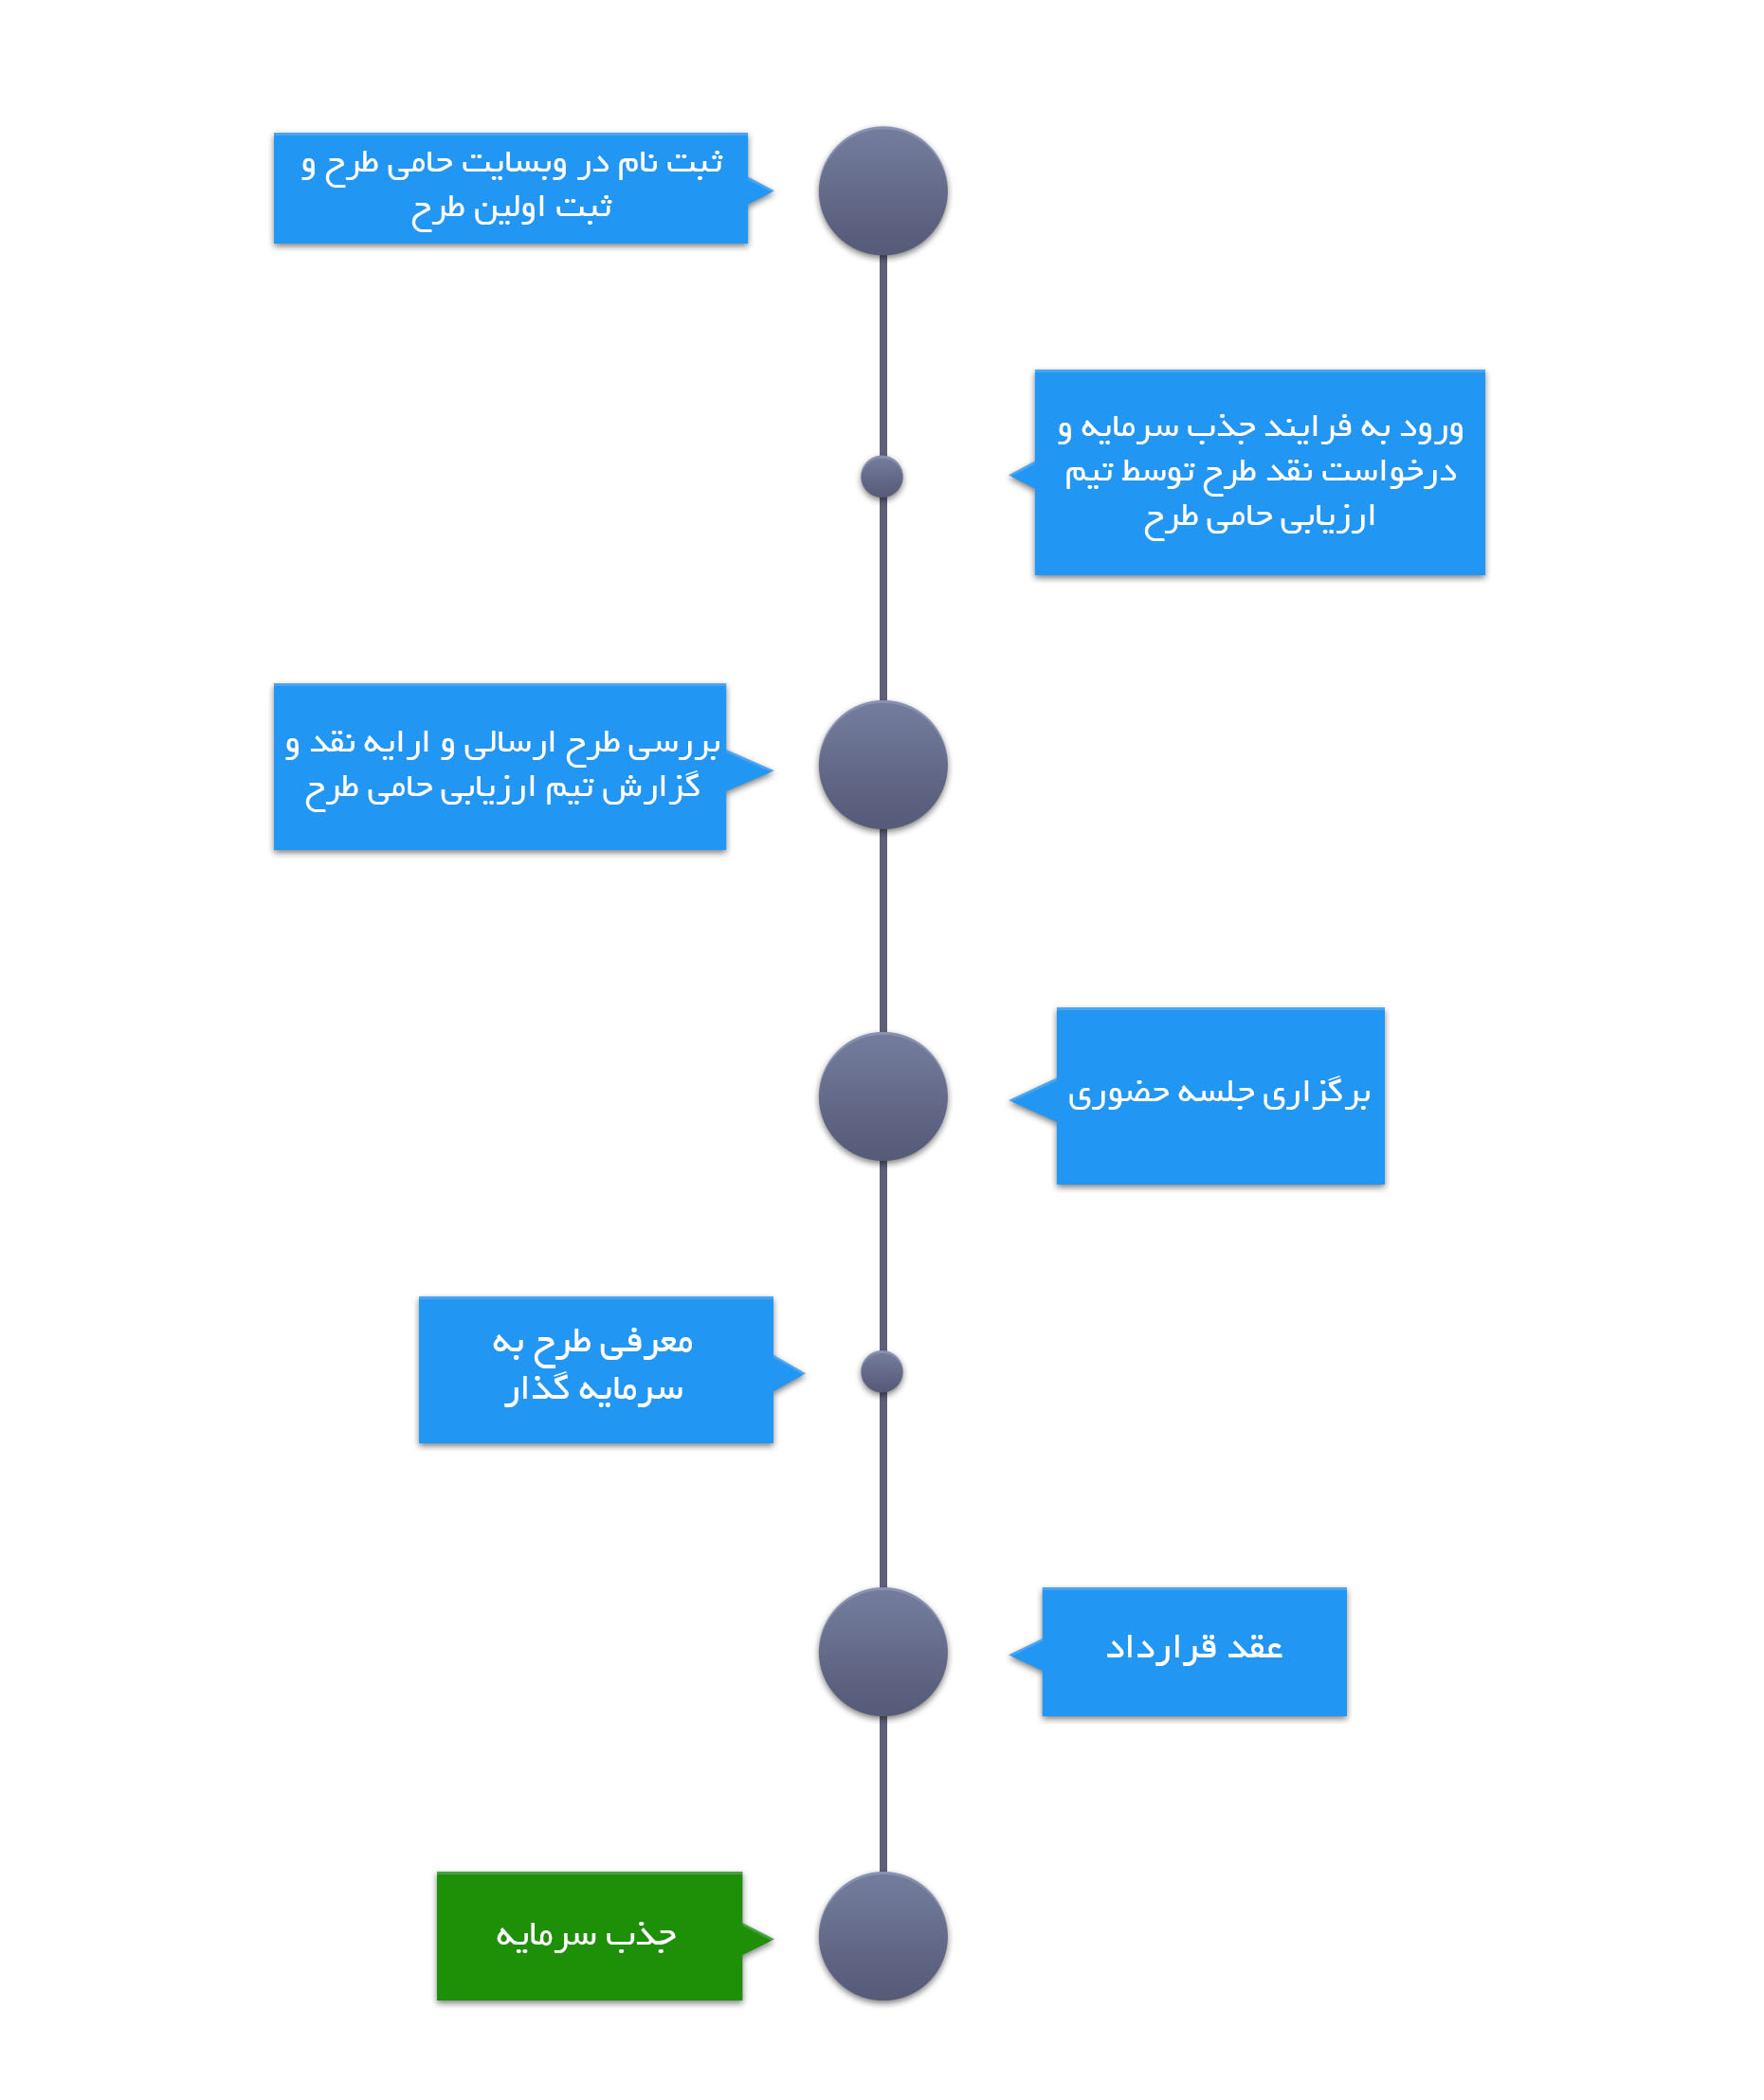 ثبت نام در وبسایت حامی طرح و
ثبت اولین طرح
ورود به فرایند جذب سرمایه و
درخواست نقد طرح توسط تیم
ارزیابی حامی طرح
بررسی طرح ارسالی و ارایه نقد و
گزارش تیم ارزیابی حامی طرح
برگزاری جلسه حضوری
معرفی طرح به
سرمایه گذار
عقد قرارداد
جذب سرمایه